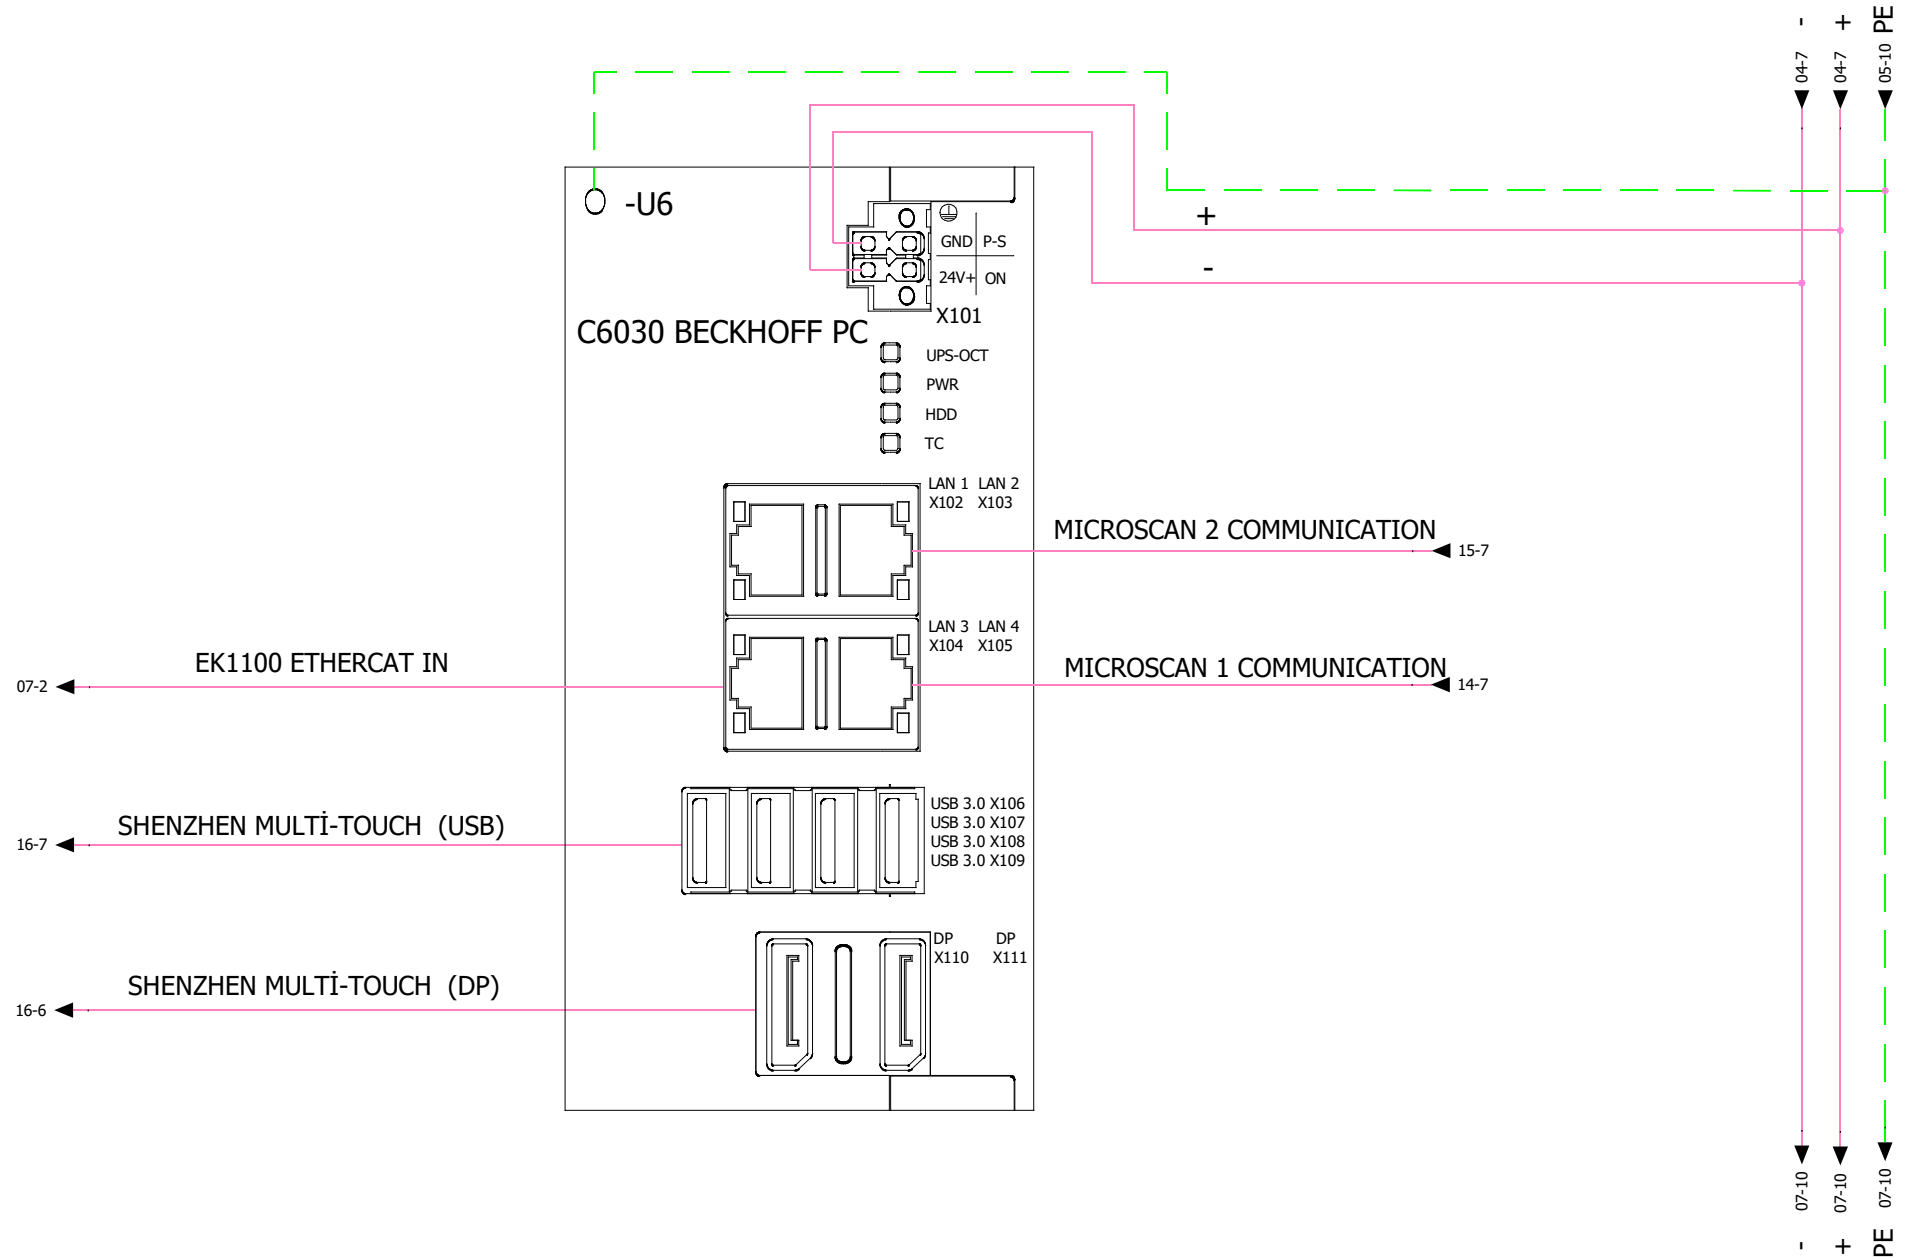 - + PE
04-7 04-7 05-10
-U6
+
GND P-S
-
24V+ ON
X101
C6030 BECKHOFF PC
UPS-OCT
PWR
HDD
TC
LAN 1 LAN 2
X102 X103
MICROSCAN 2 COMMUNICATION
15-7
LAN 3 LAN 4
X104 X105
EK1100 ETHERCAT IN
07-2
MICROSCAN 1 COMMUNICATION
14-7
USB 3.0 X106
USB 3.0 X107
USB 3.0 X108
USB 3.0 X109
SHENZHEN MULTİ-TOUCH (USB)
16-7
DP DP
X110 X111
SHENZHEN MULTİ-TOUCH (DP)
16-6
07-10 07-10 07-10
- + PE